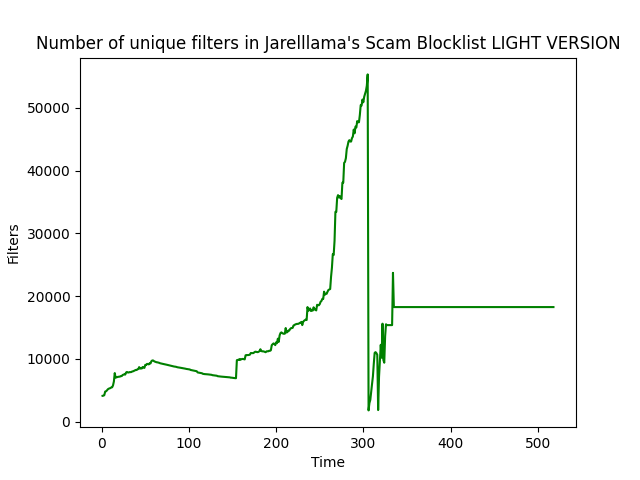 Number of unique filters in Jarelllama's Scam Blocklist LIGHT VERSION
50000
40000
30000
20000
10000
0
Filters
0 100 200 300 400 500
Time